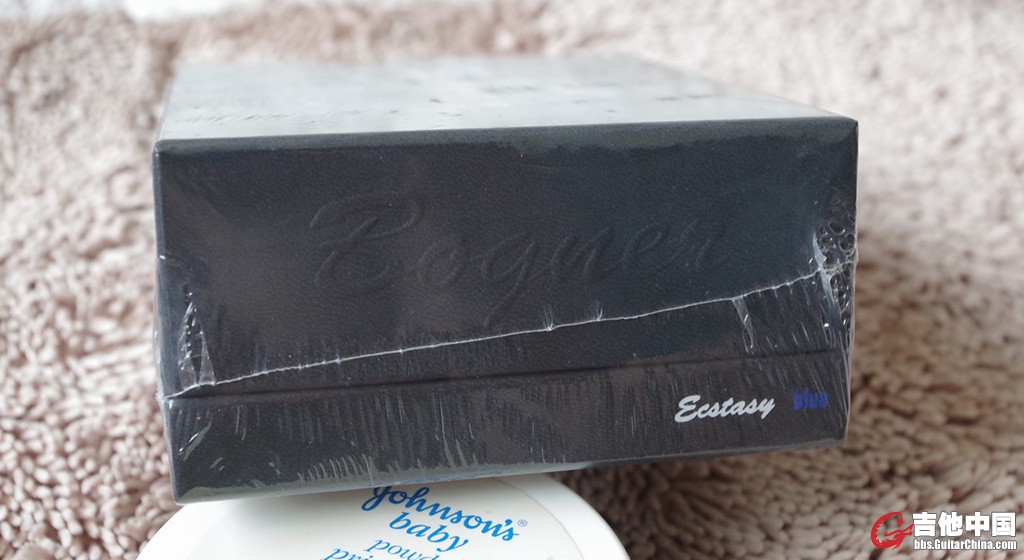 Bogner
Ecstasy blue
Johnson's®
baby
powd
吉他中国
bbs.GuitarChina.com